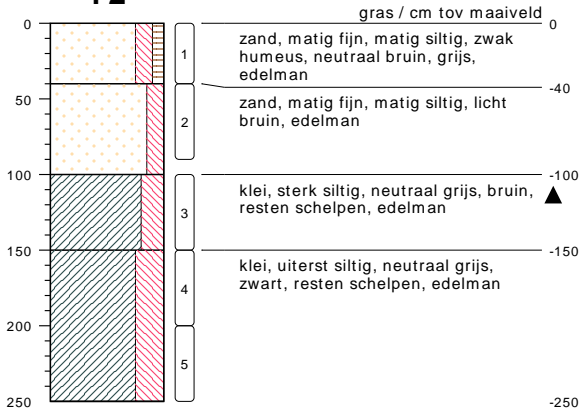 gras / cm tov maaiveld
0
0
1
zand, matig fijn, matig siltig, zwak
humeus, neutraal bruin, grijs,
edelman
-40
50
2
zand, matig fijn, matig siltig, licht
bruin, edelman
100
-100
3
klei, sterk siltig, neutraal grijs, bruin,
resten schelpen, edelman
150
-150
4
klei, uiterst siltig, neutraal grijs,
zwart, resten schelpen, edelman
200
5
250
-250